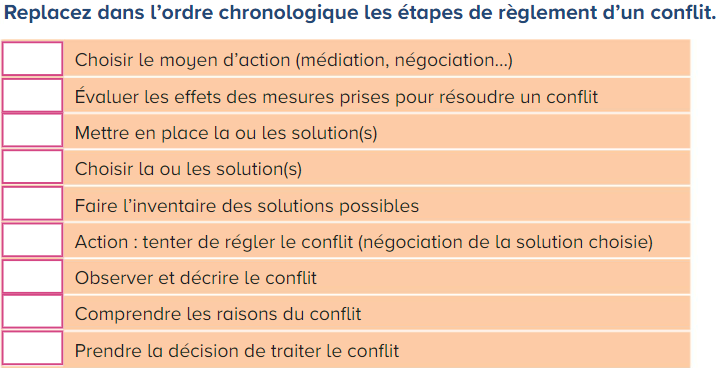 Replacez dans l’ordre chronologique les étapes de règlement d’un conflit.
Choisir le moyen d’action (médiation, négociation...)
Évaluer les effets des mesures prises pour résoudre un conflit
Mettre en place la ou les solution(s)
Choisir la ou les solution(s)
Faire l’inventaire des solutions possibles
Action : tenter de régler le conflit (négociation de la solution choisie)
Observer et décrire le conflit
Comprendre les raisons du conflit
Prendre la décision de traiter le conflit